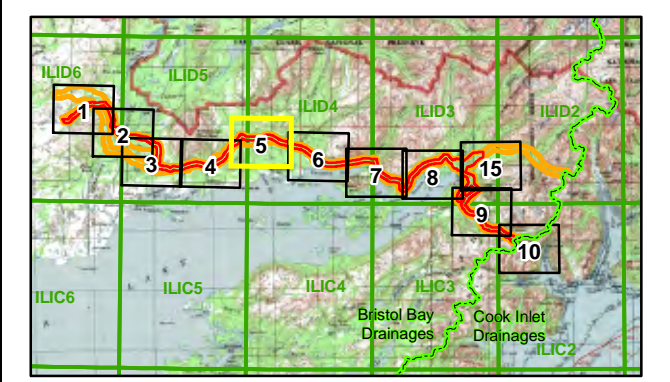 ILID6
ILID5
ILID4
ILID3
ILID2
1
2
3
4
5
6
7
8
15
9
10
ILIC6
ILIC5
ILIC4
ILIC3
ILIC2
Bristol Bay
Drainages
Cook Inlet
Drainages
LAKE